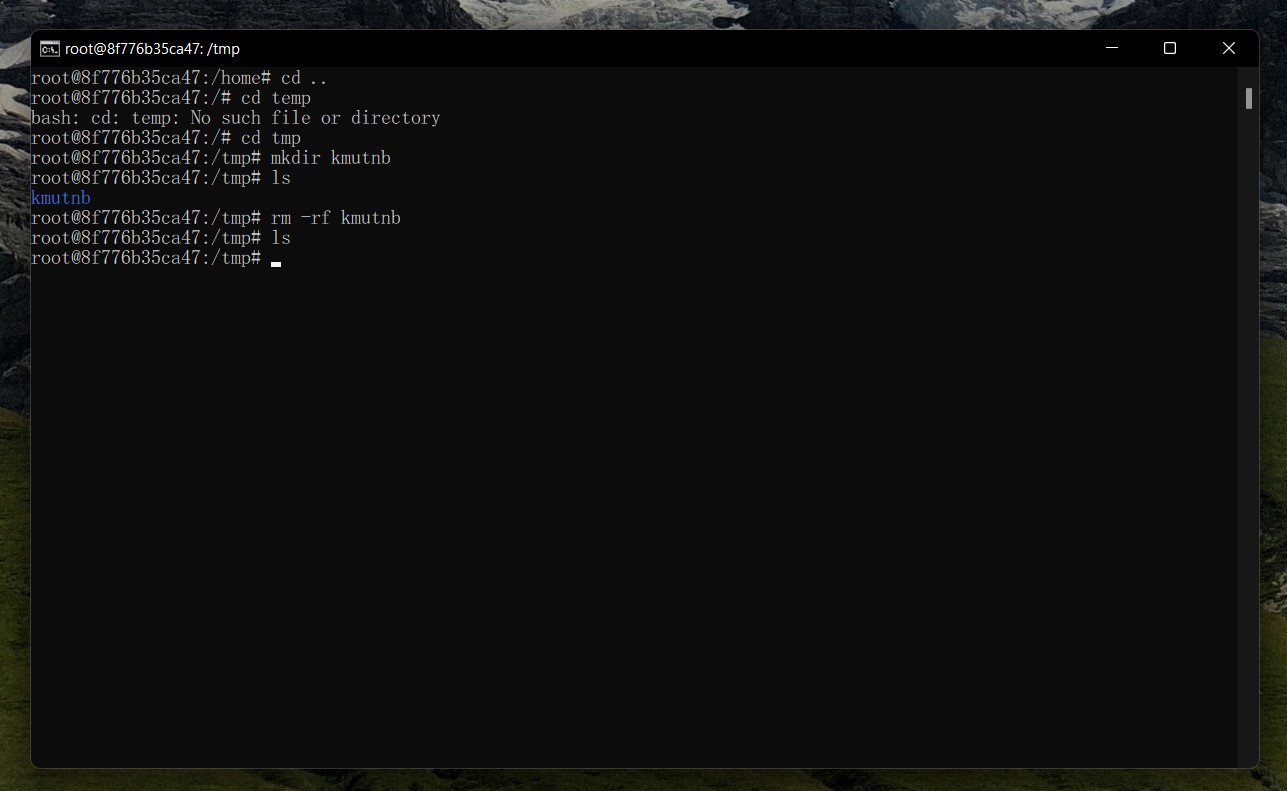 root@8f776b35ca47: /tmp
root@8f776b35ca47:/home# cd ..
root@8f776b35ca47:/# cd temp
bash: cd: temp: No such file or directory
root@8f776b35ca47:/# cd tmp
root@8f776b35ca47:/tmp# mkdir kmutnb
root@8f776b35ca47:/tmp# ls
kmutnb
root@8f776b35ca47:/tmp# rm -rf kmutnb
root@8f776b35ca47:/tmp# ls
root@8f776b35ca47:/tmp#